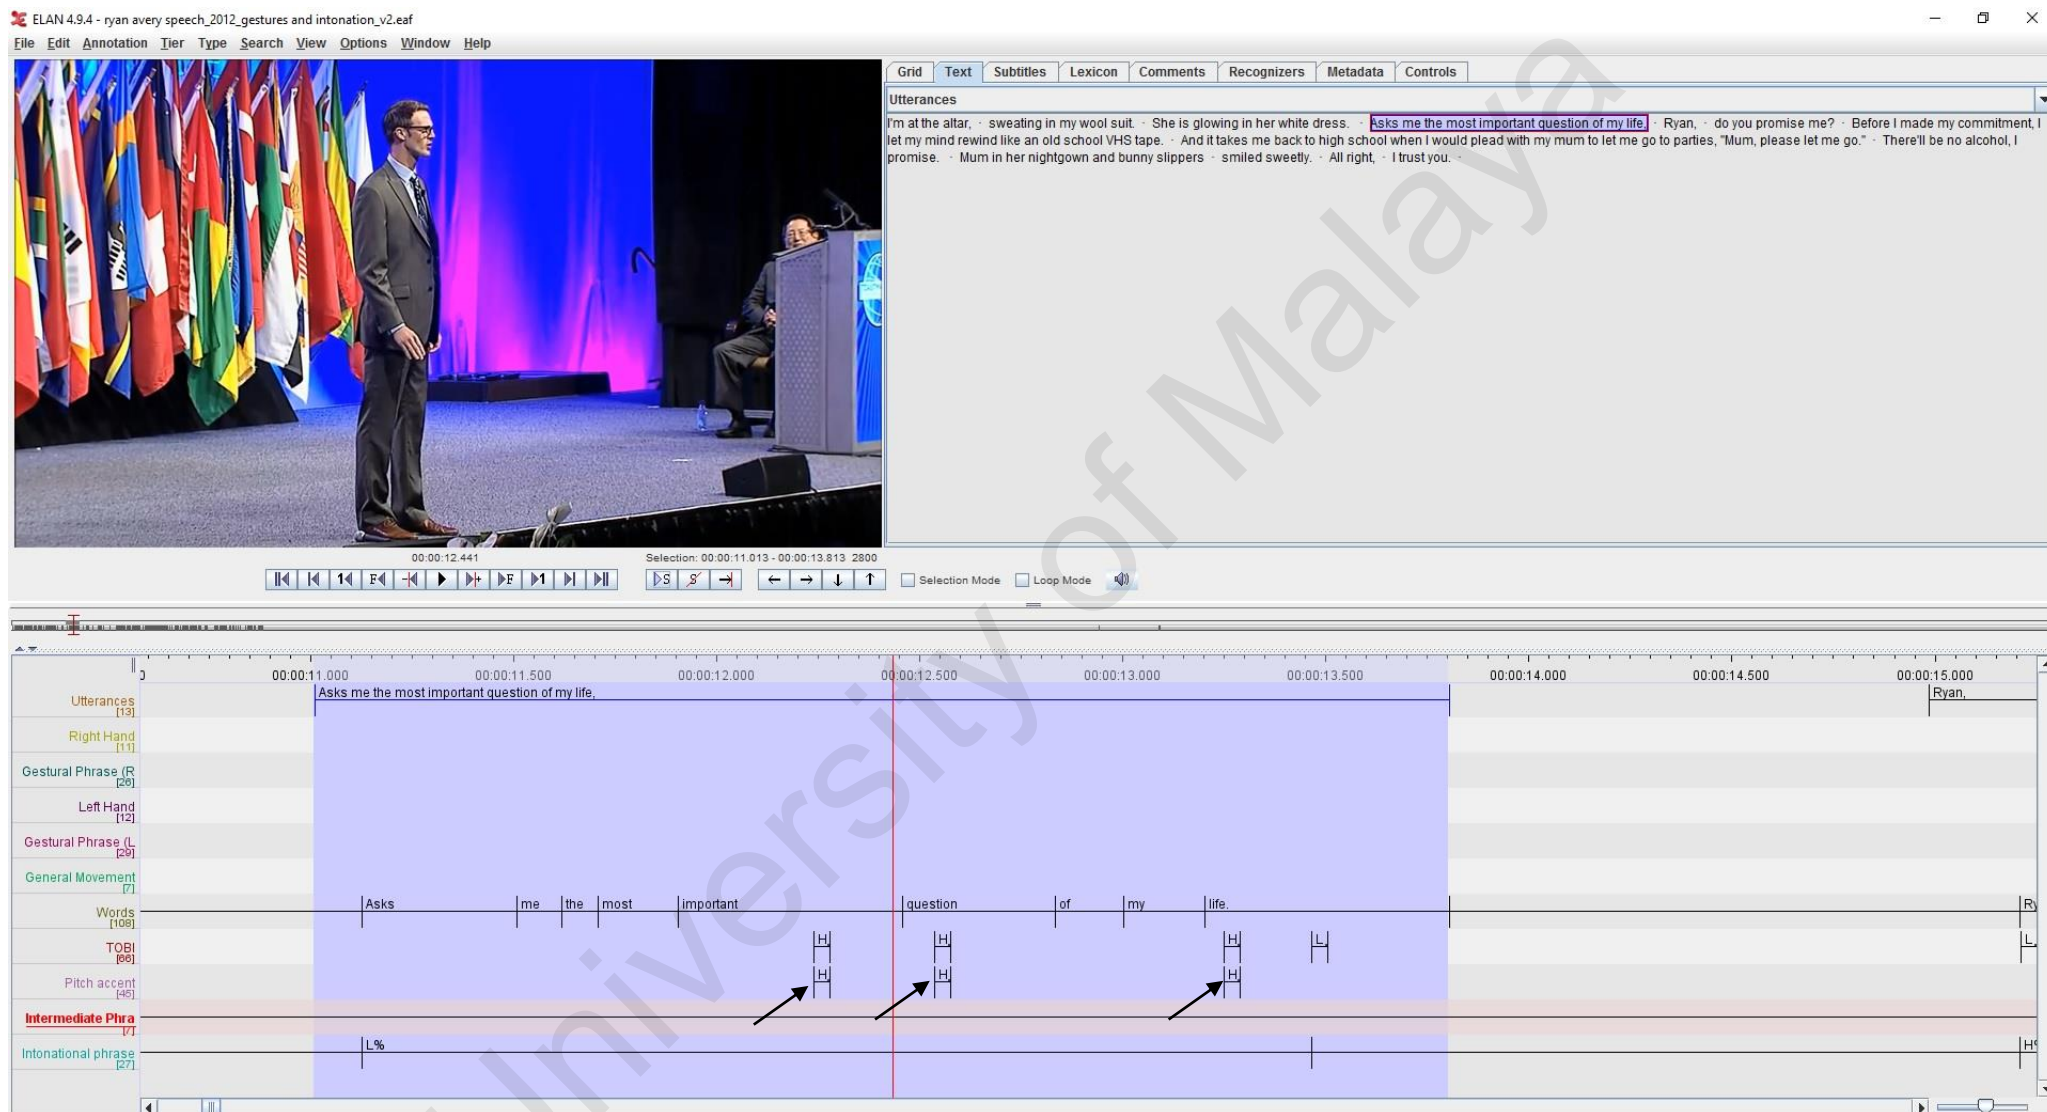 ELAN 4.9.4 - ryan avery speech_2012_gestures and intonation_v2.eaf
File Edit Annotation Tier Type Search View Options Window Help
Grid Text Subtitles Lexicon Comments Recognizers Metadata Controls
Utterances
I'm at the altar, · sweating in my wool suit. · She is glowing in her white dress. · Asks me the most important question of my life, · Ryan, · do you promise me? · Before I made my commitment, I
let my mind rewind like an old school VHS tape. · And it takes me back to high school when I would plead with my mum to let me go to parties, "Mum, please let me go." · There'll be no alcohol, I
promise. · Mum in her nightgown and bunny slippers · smiled sweetly. · All right, · I trust you. ·
00:00:12.441
Selection: 00:00:11.013 - 00:00:13.813 2800
Selection Mode Loop Mode
00:00:11.000 00:00:11.500 00:00:12.000 00:00:12.500 00:00:13.000 00:00:13.500 00:00:14.000 00:00:14.500 00:00:15.000
Utterances Asks me the most important question of my life, Ryan,
[13]
Right Hand
[11]
Gestural Phrase (R
[26]
Left Hand
[12]
Gestural Phrase (L
[29]
General Movement
[7]
Words Asks me the most important question of my life. Ry
[108]
TOBI H. H. H. L. L.
[66]
Pitch accent H. H. H.
[45]
Intermediate Phra
[7]
Intonational phrase L% H%
[27]
University of Malaya